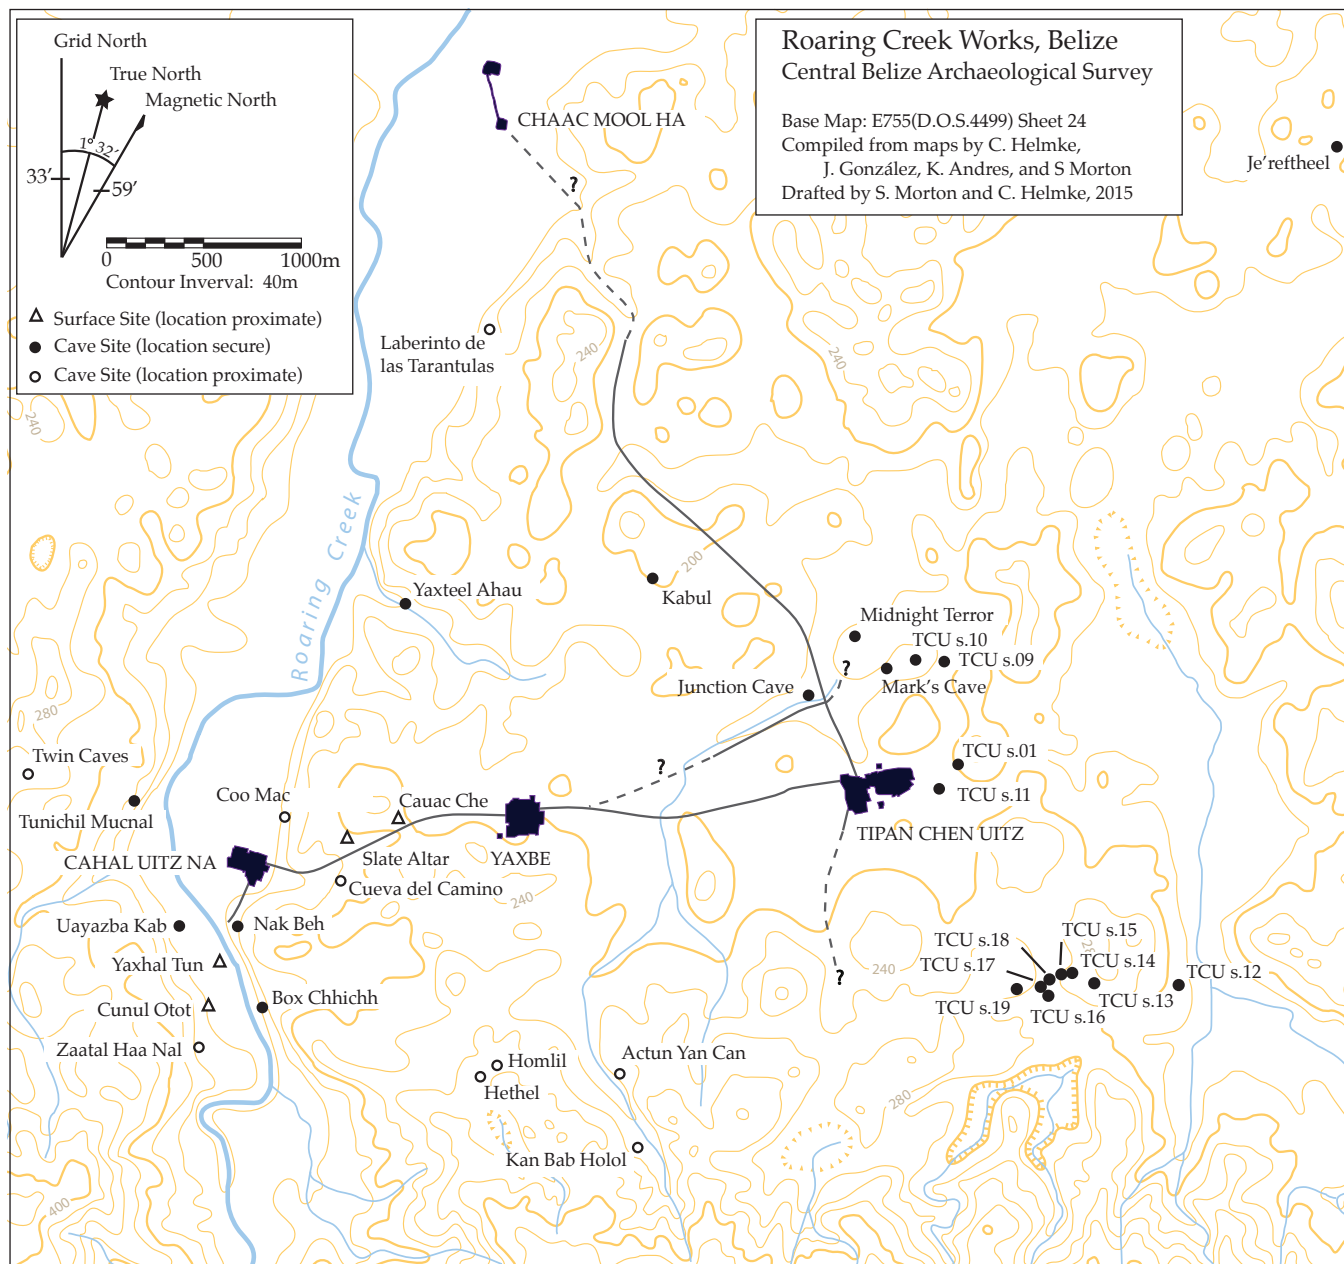 Grid North
True North
Magnetic North
1° 32'
33'
59'
0 500 1000m
Contour Inverval: 40m
Surface Site (location proximate)
Cave Site (location secure)
Cave Site (location proximate)
Roaring Creek Works, Belize
Central Belize Archaeological Survey
Base Map: E755(D.O.S.4499) Sheet 24
Compiled from maps by C. Helmke,
J. González, K. Andres, and S Morton
Drafted by S. Morton and C. Helmke, 2015
CHAAC MOOL HA
Je'reftheel
?
Laberinto de
las Tarantulas
240
240
240
Roaring Creek
200
Yaxteel Ahau
Kabul
Midnight Terror
TCU s.10
TCU s.09
?
Junction Cave
Mark's Cave
280
Twin Caves
?
TCU s.01
Coo Mac
Cauac Che
TCU s.11
Tunichil Mucnal
TIPAN CHEN UITZ
CAHAL UITZ NA
Slate Altar
YAXBE
Cueva del Camino
240
Uayazba Kab
Nak Beh
TCU s.15
TCU s.18
28
TCU s.14
Yaxhal Tun
TCU s.17
240
?
TCU s.12
Cunul Otot
Box Chhichh
TCU s.19
TCU s.13
TCU s.16
Zaatal Haa Nal
Homlil
Actun Yan Can
Hethel
280
Kan Bab Holol
400